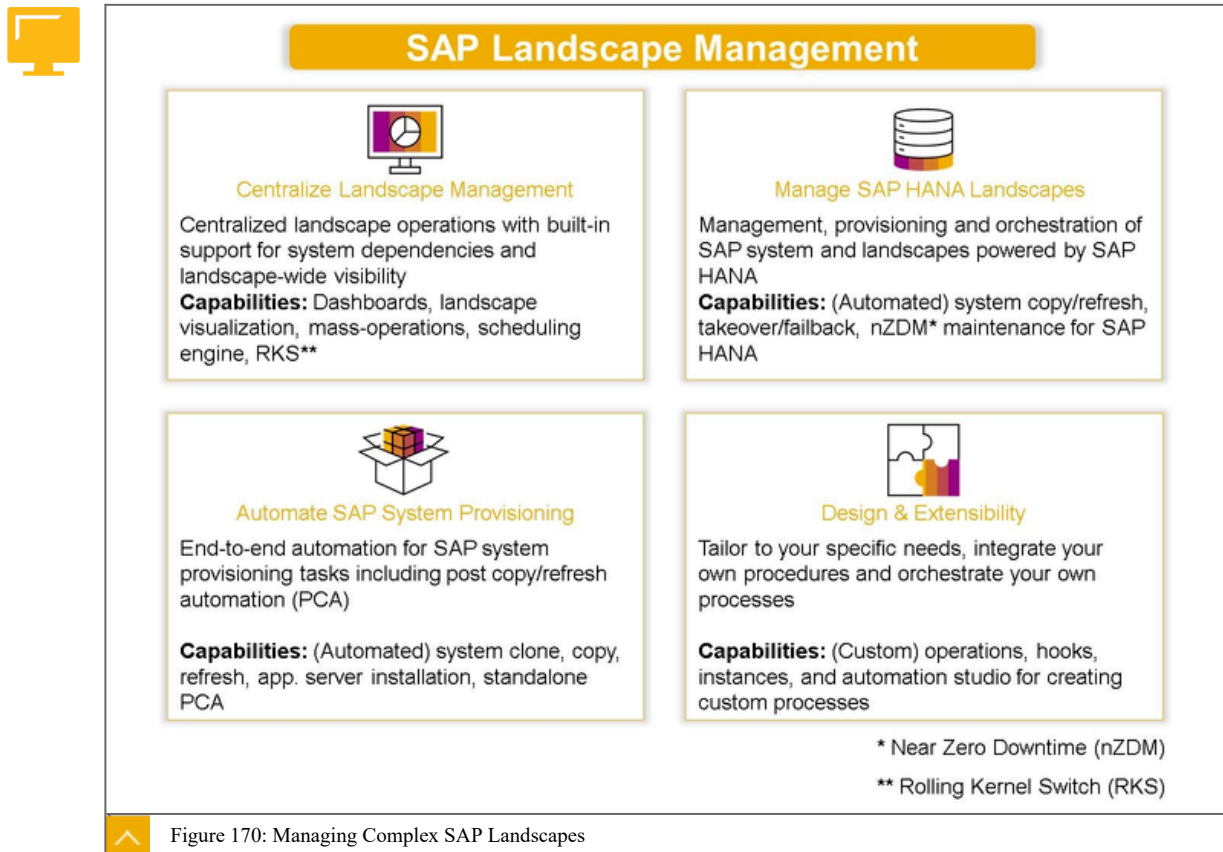 SAP Landscape Management
Centralize Landscape Management
Centralized landscape operations with built-in
support for system dependencies and
landscape-wide visibility
Capabilities: Dashboards, landscape
visualization, mass-operations, scheduling
engine, RKS**
Manage SAP HANA Landscapes
Management, provisioning and orchestration of
SAP system and landscapes powered by SAP
HANA
Capabilities: (Automated) system copy/refresh,
takeover/failback, nZDM* maintenance for SAP
HANA
Automate SAP System Provisioning
End-to-end automation for SAP system
provisioning tasks including post copy/refresh
automation (PCA)
Capabilities: (Automated) system clone, copy,
refresh, app. server installation, standalone
PCA
Design & Extensibility
Tailor to your specific needs, integrate your
own procedures and orchestrate your own
processes
Capabilities: (Custom) operations, hooks,
instances, and automation studio for creating
custom processes
* Near Zero Downtime (nZDM)
** Rolling Kernel Switch (RKS)
Figure 170: Managing Complex SAP Landscapes